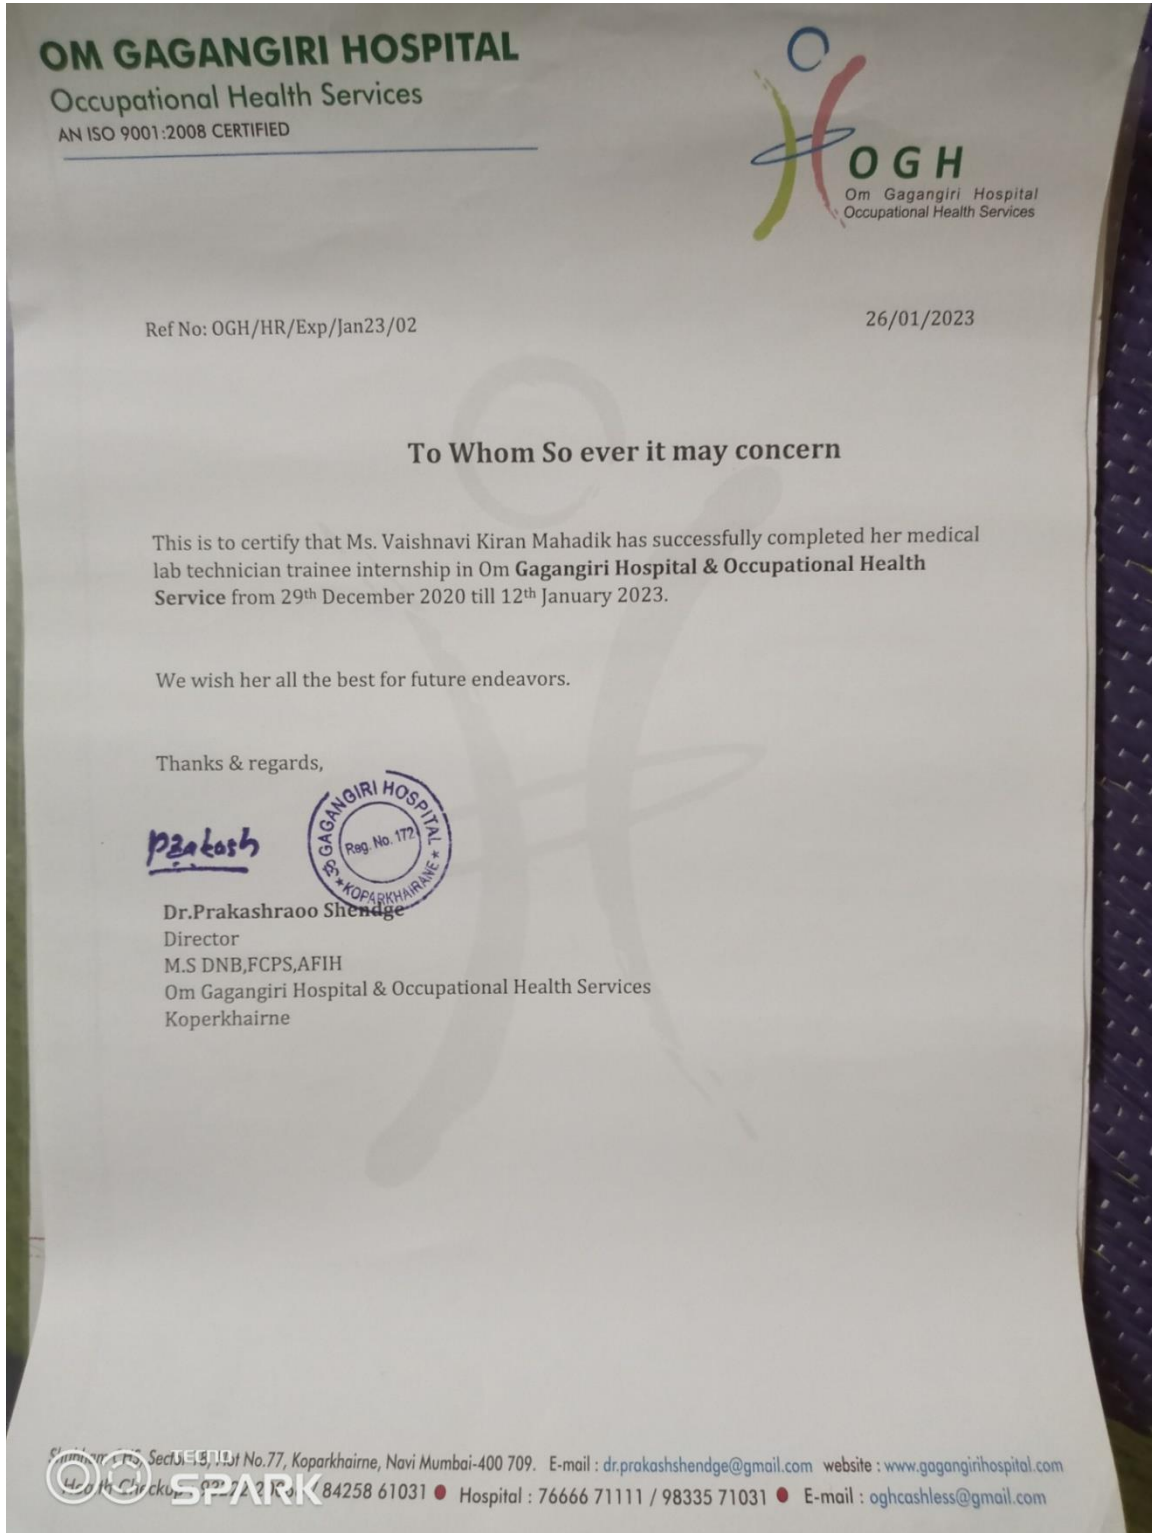 OM GAGANGIRI HOSPITAL
Occupational Health Services
AN ISO 9001:2008 CERTIFIED
OGH
Om Gagangiri Hospital
Occupational Health Services
Ref No: OGH/HR/Exp/Jan23/02
26/01/2023
To Whom So ever it may concern
This is to certify that Ms. Vaishnavi Kiran Mahadik has successfully completed her medical
lab technician trainee internship in Om Gagangiri Hospital & Occupational Health
Service from 29th December 2020 till 12th January 2023.
We wish her all the best for future endeavors.
Thanks & regards,
Prakash
ॐ GAGANGIRI HOSPITAL
Reg. No. 172
* KOPARKHAIRANE *
Dr.Prakashraoo Shendge
Director
M.S DNB,FCPS,AFIH
Om Gagangiri Hospital & Occupational Health Services
Koperkhairne
Sector No.77, Koparkhairne, Navi Mumbai-400 709. E-mail : dr.prakashshendge@gmail.com website : www.gagangirihospital.com
Health Checkup : / 84258 61031 ● Hospital : 76666 71111 / 98335 71031 ● E-mail : oghcashless@gmail.com
TECNO
SPARK